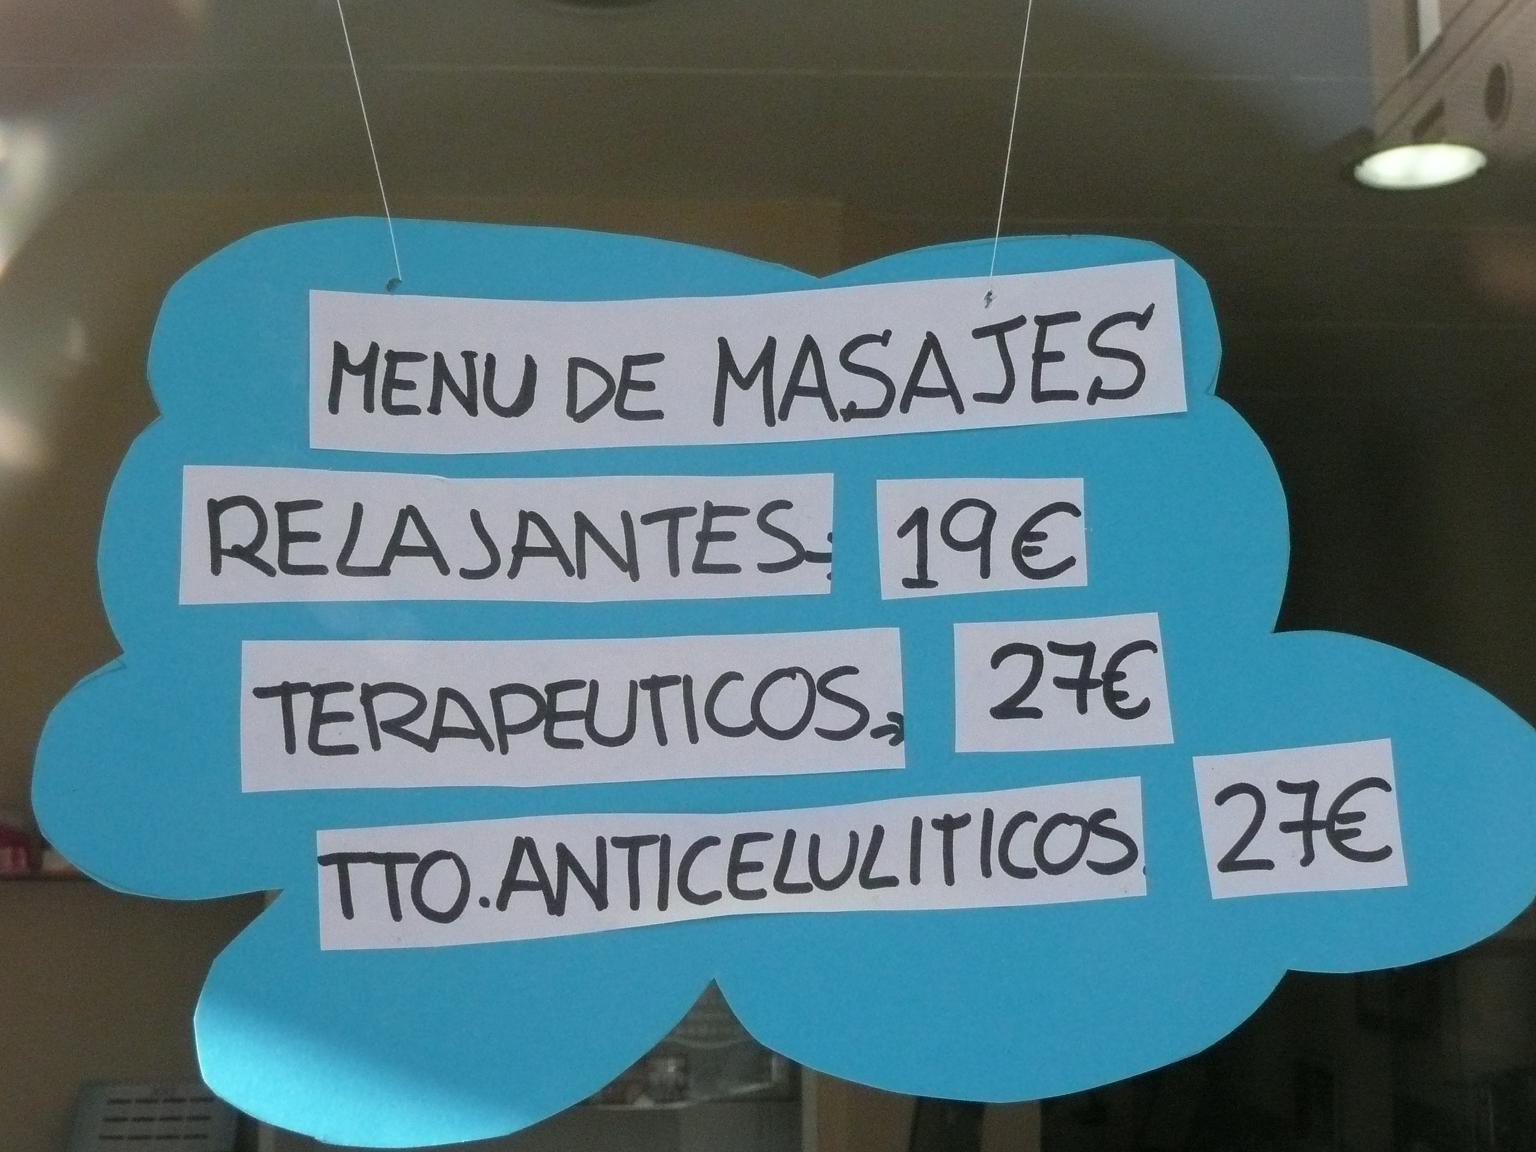 MENU DE MASAJES
RELAJANTES: 19€
TERAPEUTICOS→ 27€
TTO. ANTICELULITICOS. 27€